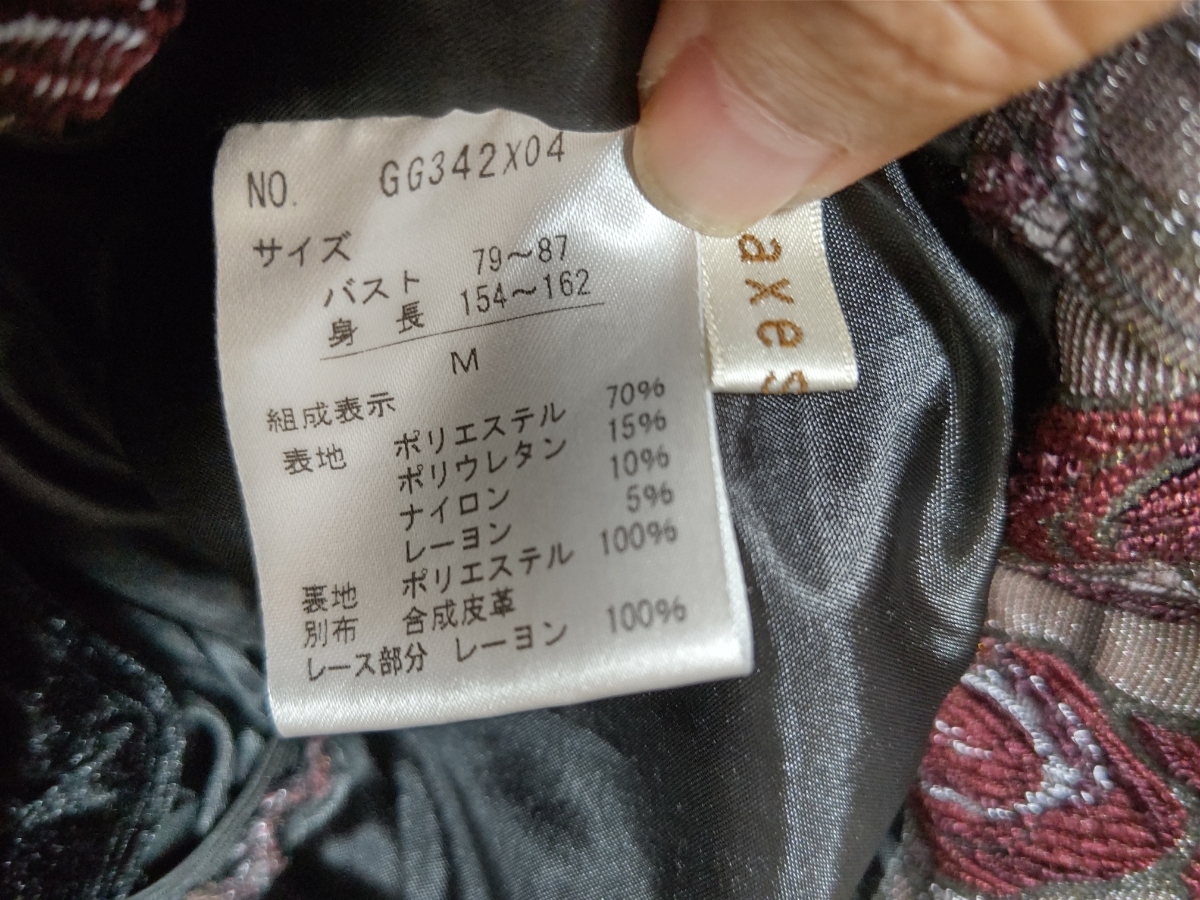 NO. GG342X04
サイズ
バスト 79～87
身 長 154～162
M
組成表示
表地 ポリエステル 70%
ポリウレタン 15%
ナイロン 10%
レーヨン 5%
裏地 ポリエステル 100%
別布 合成皮革
レース部分 レーヨン 100%
axes